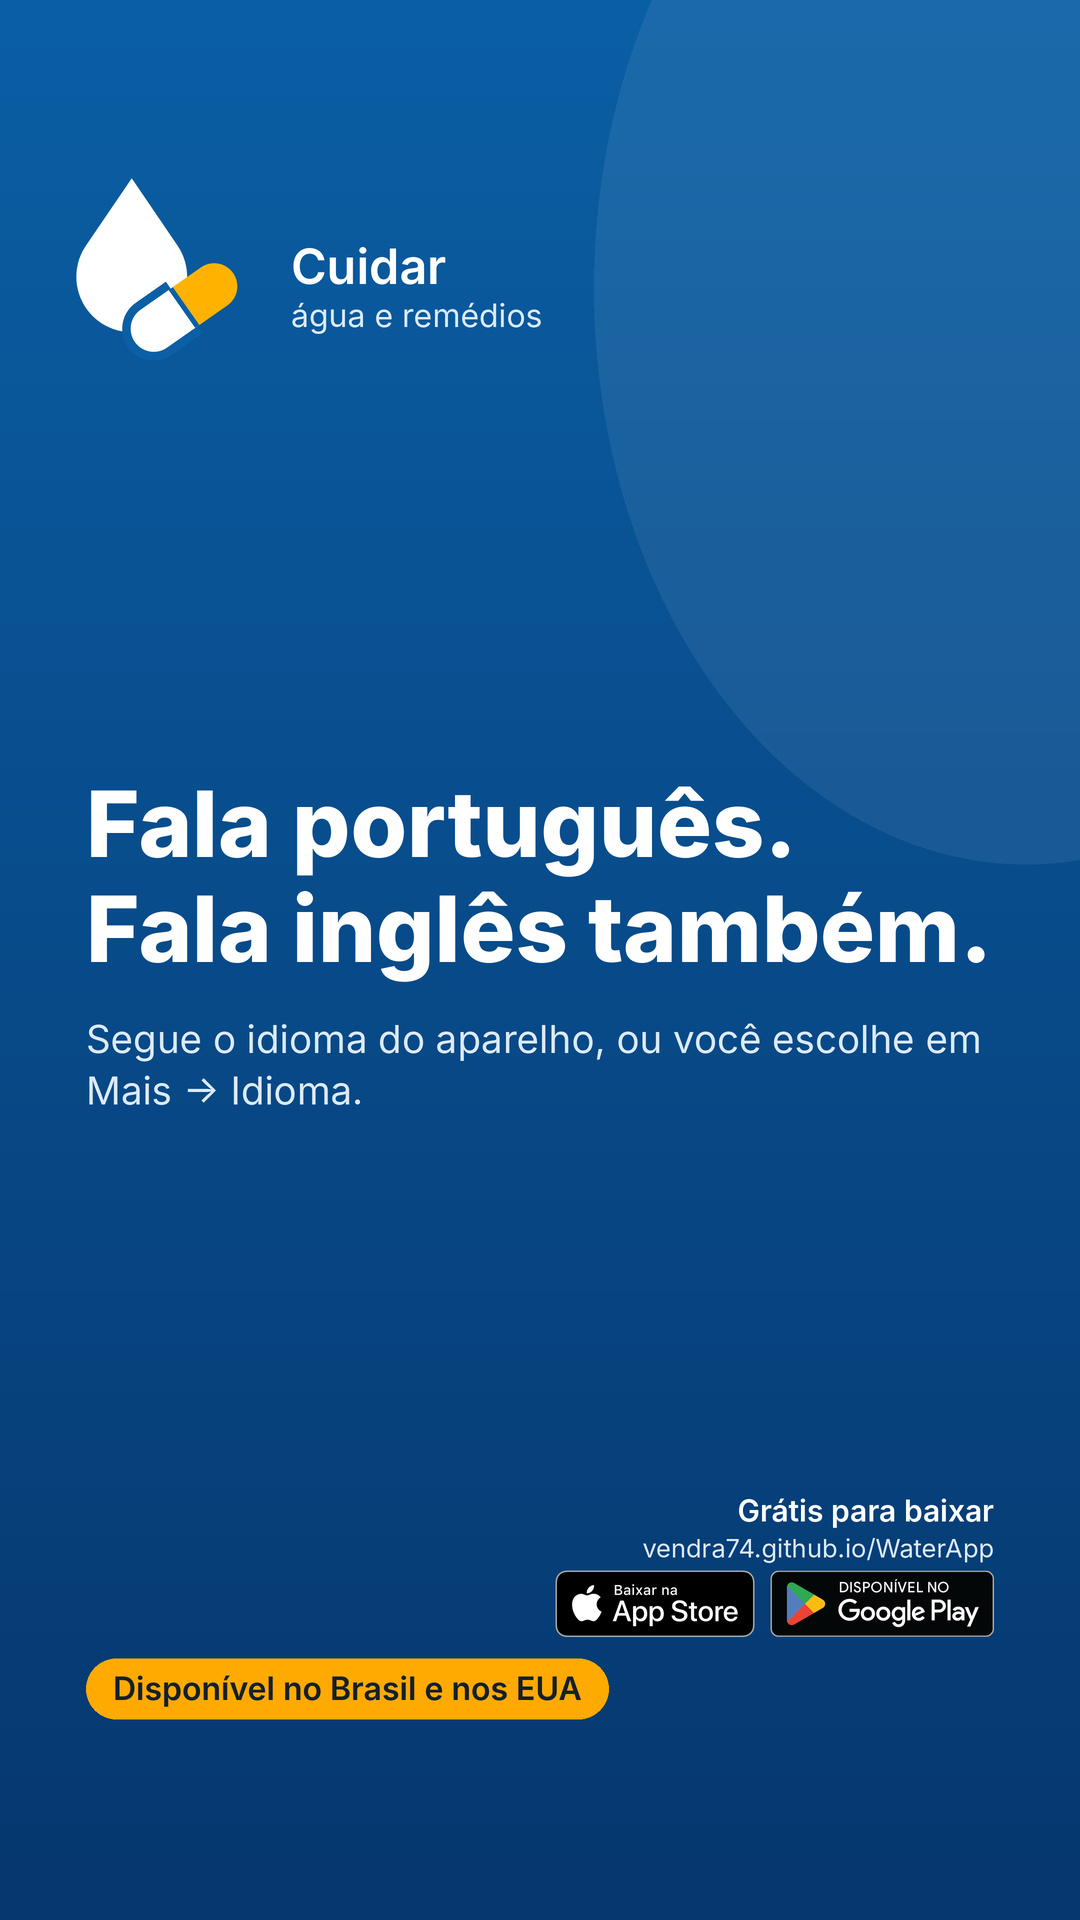 Cuidar
água e remédios
Fala português.
Fala inglês também.
Segue o idioma do aparelho, ou você escolhe em
Mais → Idioma.
Grátis para baixar
vendra74.github.io/WaterApp
Baixar na
App Store
DISPONÍVEL NO
Google Play
Disponível no Brasil e nos EUA